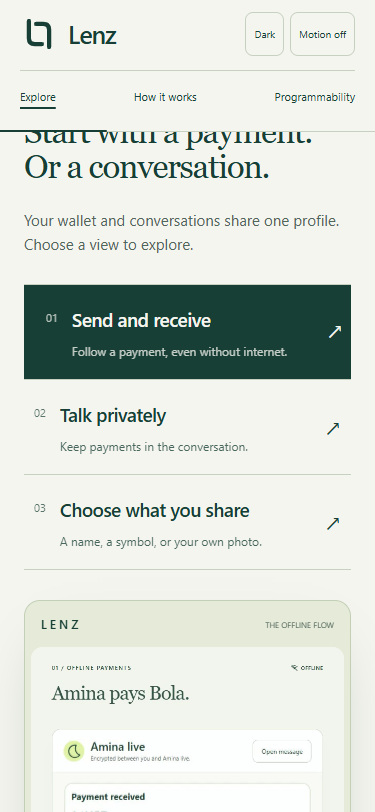 Lenz
Dark
Motion off
Explore
How it works
Programmability
Start with a payment.
Or a conversation.
Your wallet and conversations share one profile.
Choose a view to explore.
01
Send and receive
↗
Follow a payment, even without internet.
02
Talk privately
↗
Keep payments in the conversation.
03
Choose what you share
↗
A name, a symbol, or your own photo.
LENZ
THE OFFLINE FLOW
01 / OFFLINE PAYMENTS
OFFLINE
Amina pays Bola.
Amina live
Encrypted between you and Amina live.
Open message
Payment received